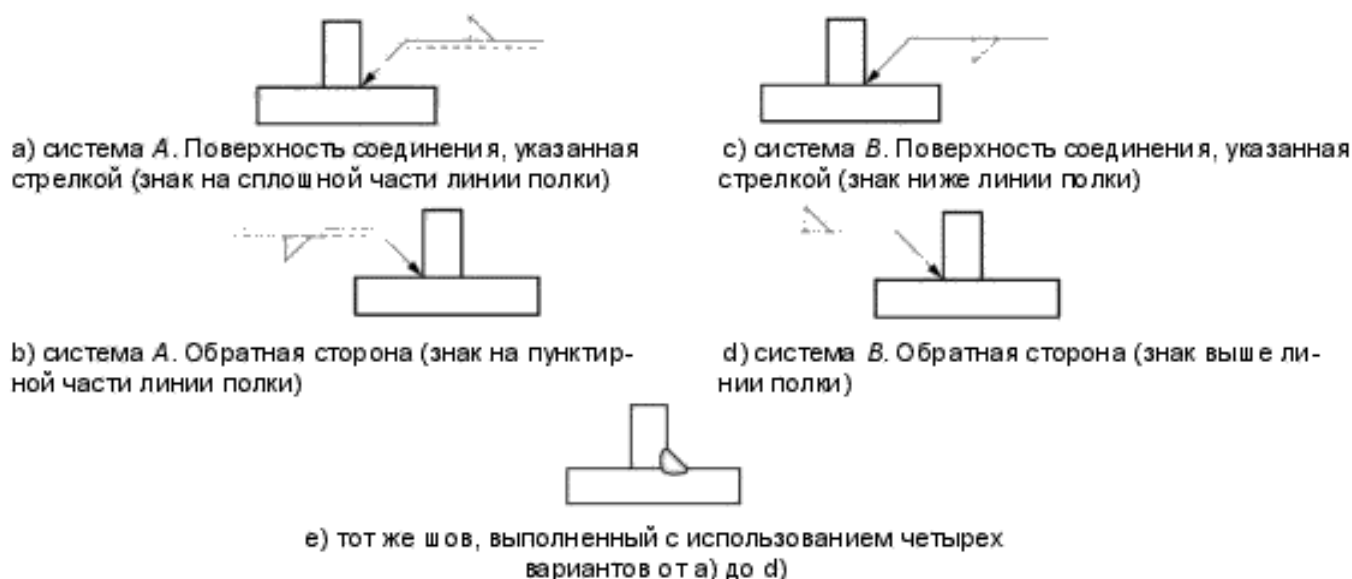 a) система A. Поверхность соединения, указанная
стрелкой (знак на сплошной части линии полки)
c) система B. Поверхность соединения, указанная
стрелкой (знак ниже линии полки)
b) система A. Обратная сторона (знак на пунктир-
ной части линии полки)
d) система B. Обратная сторона (знак выше ли-
нии полки)
e) тот же шов, выполненный с использованием четырех
вариантов от a) до d)